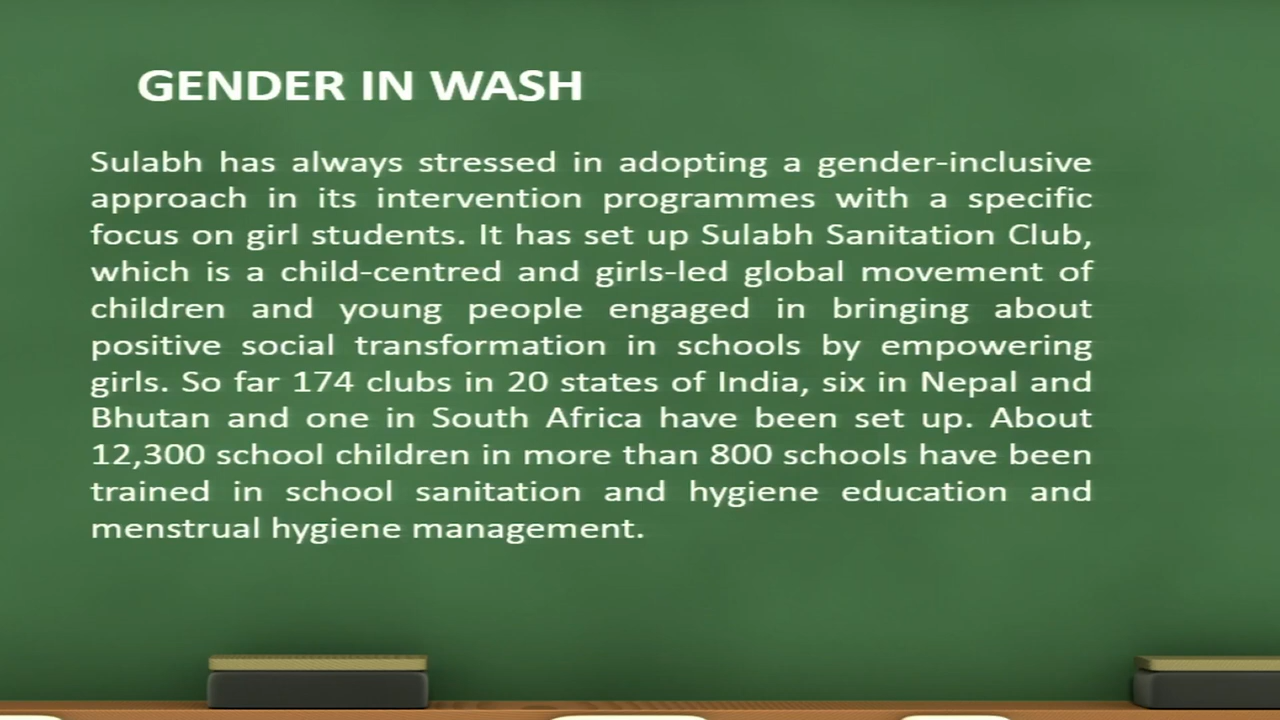 GENDER IN WASH
Sulabh has always stressed in adopting a gender-inclusive
approach in its intervention programmes with a specific
focus on girl students. It has set up Sulabh Sanitation Club,
which is a child-centred and girls-led global movement of
children and young people engaged in bringing about
positive social transformation in schools by empowering
girls. So far 174 clubs in 20 states of India, six in Nepal and
Bhutan and one in South Africa have been set up. About
12,300 school children in more than 800 schools have been
trained in school sanitation and hygiene education and
menstrual hygiene management.